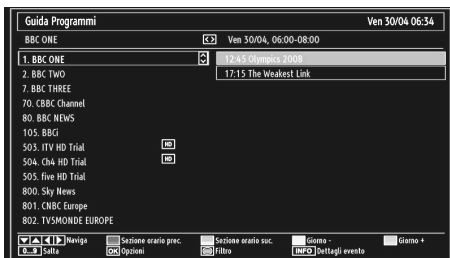 Guida Programmi Ven 30/04 06:34
BBC ONE <> Ven 30/04, 06:00-08:00
1. BBC ONE 12:45 Olympics 2008
2. BBC TWO 17:15 The Weakest Link
7. BBC THREE
70. CBBC Channel
80. BBC NEWS
105. BBCi
503. ITV HD Trial HD
504. Ch4 HD Trial HD
505. five HD Trial
800. Sky News
801. CNBC Europe
802. TV5MONDE EUROPE
Naviga Sezione orario prec. Sezione orario suc. Giorno - Giorno +
0...9 Salta OK Opzioni Filtro INFO Dettagli evento